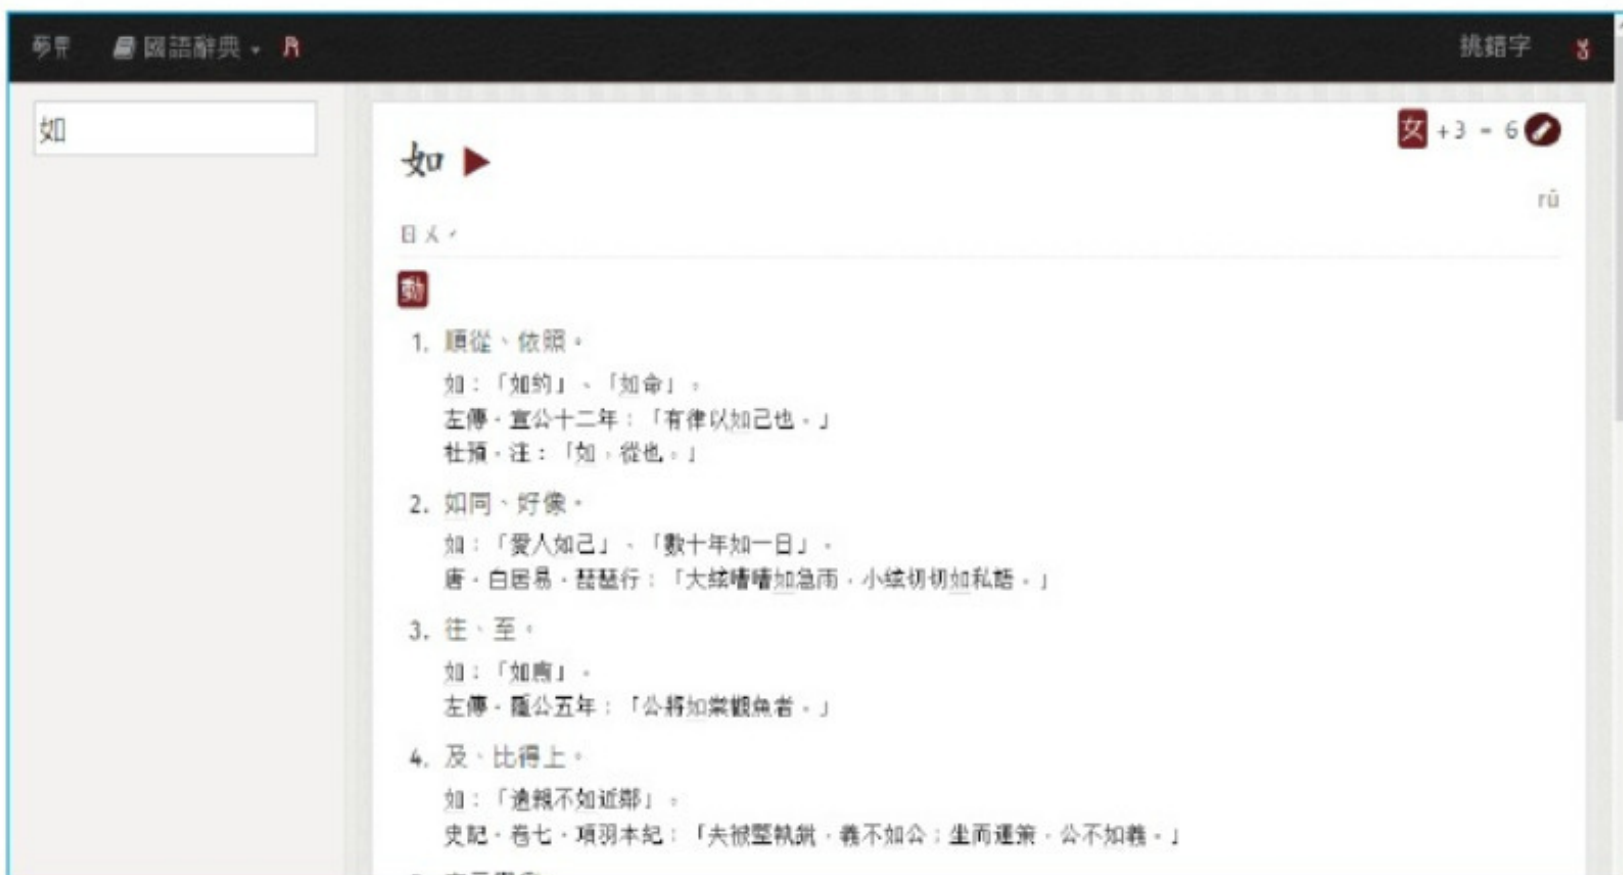 萌典 國語辭典 挑錯字
如
如
女 +3 = 6
rú
ㄖㄨˊ
動
1. 順從、依照。
如：「如約」、「如命」。
左傳．宣公十二年：「有律以如己也。」
杜預．注：「如，從也。」
2. 如同、好像。
如：「愛人如己」、「數十年如一日」。
唐．白居易．琵琶行：「大絃嘈嘈如急雨，小絃切切如私語。」
3. 往、至。
如：「如廁」。
左傳．隱公五年：「公將如棠觀魚者。」
4. 及、比得上。
如：「遠親不如近鄰」。
史記．卷七．項羽本紀：「夫被堅執銳，義不如公；坐而運策，公不如義。」